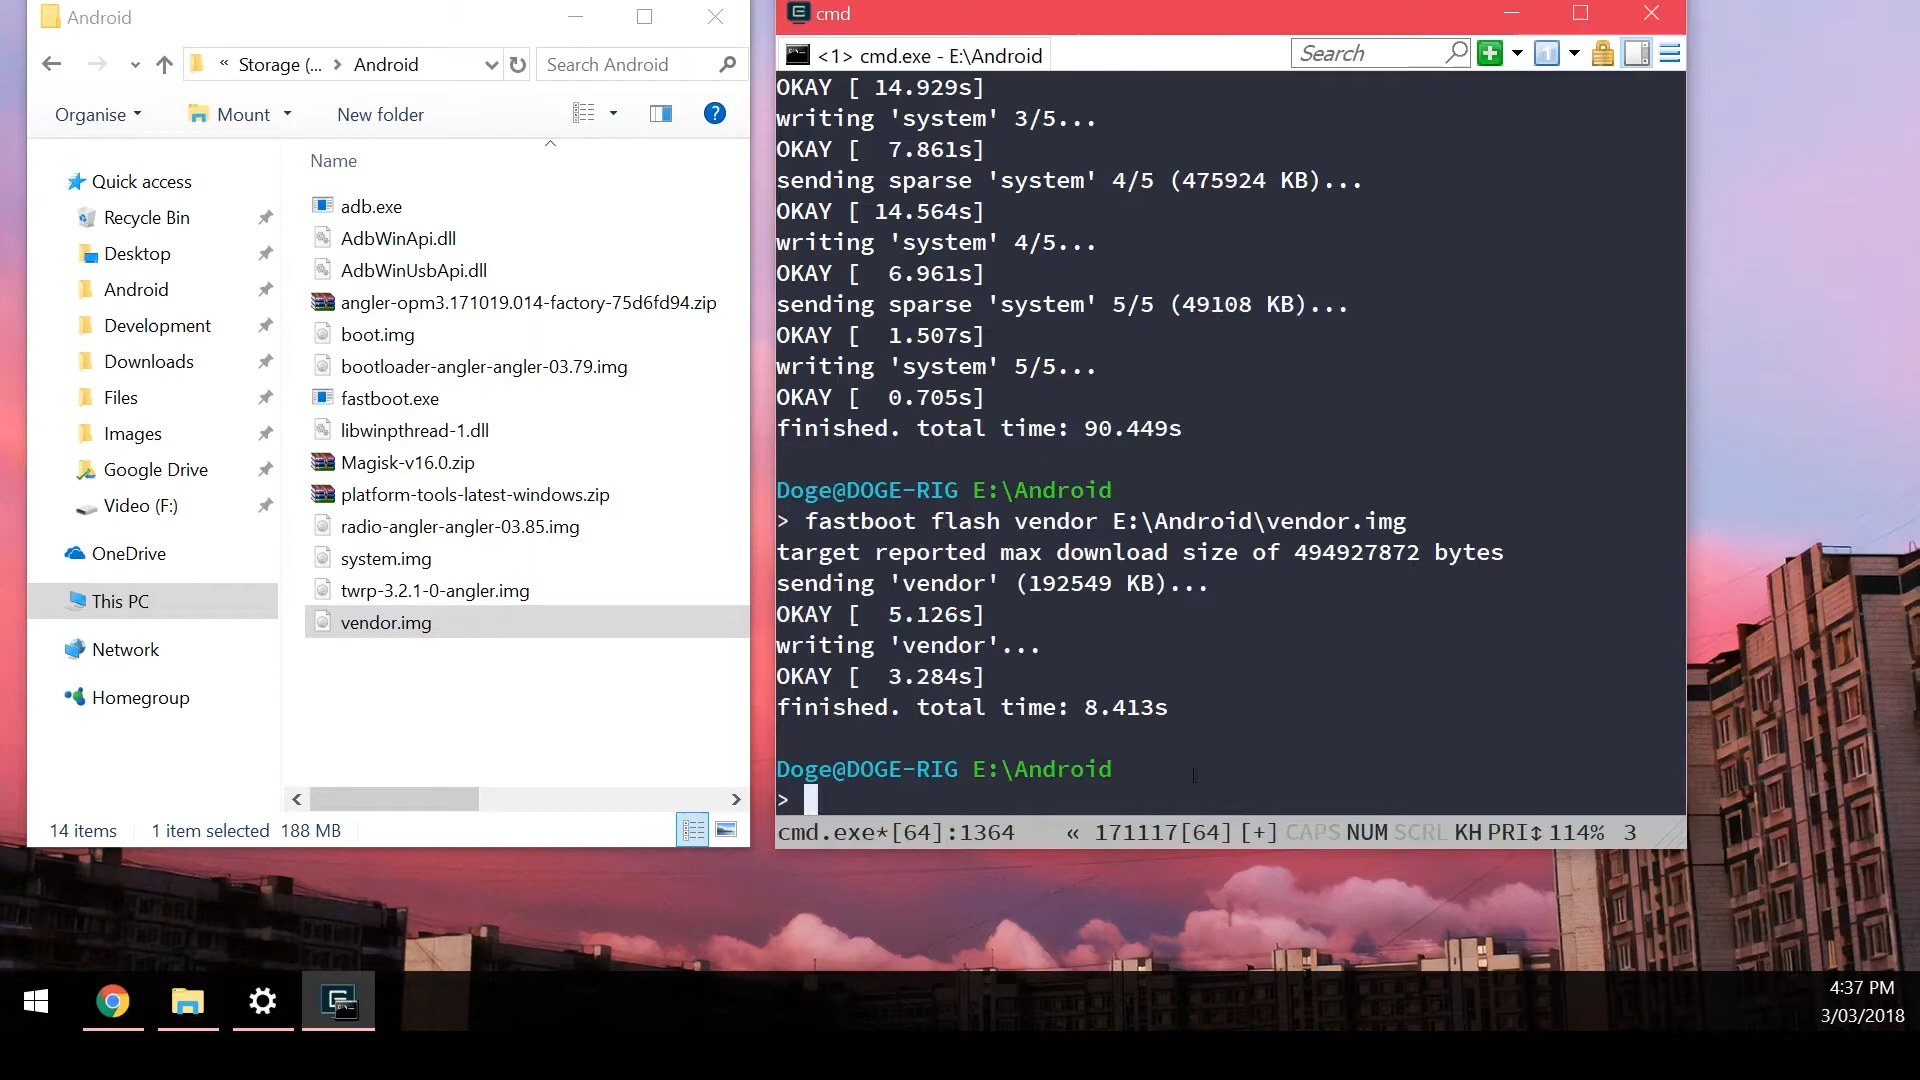 Android
Storage (... > Android
Search Android
Organise
Mount
New folder
Name
Quick access
Recycle Bin
Desktop
Android
Development
Downloads
Files
Images
Google Drive
Video (F:)
OneDrive
This PC
Network
Homegroup
adb.exe
AdbWinApi.dll
AdbWinUsbApi.dll
angler-opm3.171019.014-factory-75d6fd94.zip
boot.img
bootloader-angler-angler-03.79.img
fastboot.exe
libwinpthread-1.dll
Magisk-v16.0.zip
platform-tools-latest-windows.zip
radio-angler-angler-03.85.img
system.img
twrp-3.2.1-0-angler.img
vendor.img
14 items 1 item selected 188 MB
cmd
<1> cmd.exe - E:\Android
Search
1
OKAY [ 14.929s]
writing 'system' 3/5...
OKAY [  7.861s]
sending sparse 'system' 4/5 (475924 KB)...
OKAY [ 14.564s]
writing 'system' 4/5...
OKAY [  6.961s]
sending sparse 'system' 5/5 (49108 KB)...
OKAY [  1.507s]
writing 'system' 5/5...
OKAY [  0.705s]
finished. total time: 90.449s
Doge@DOGE-RIG E:\Android
> fastboot flash vendor E:\Android\vendor.img
target reported max download size of 494927872 bytes
sending 'vendor' (192549 KB)...
OKAY [  5.126s]
writing 'vendor'...
OKAY [  3.284s]
finished. total time: 8.413s
Doge@DOGE-RIG E:\Android
>
cmd.exe*[64]:1364 « 171117[64] [+] CAPS NUM SCRL KH PRI↕ 114% 3
4:37 PM
3/03/2018